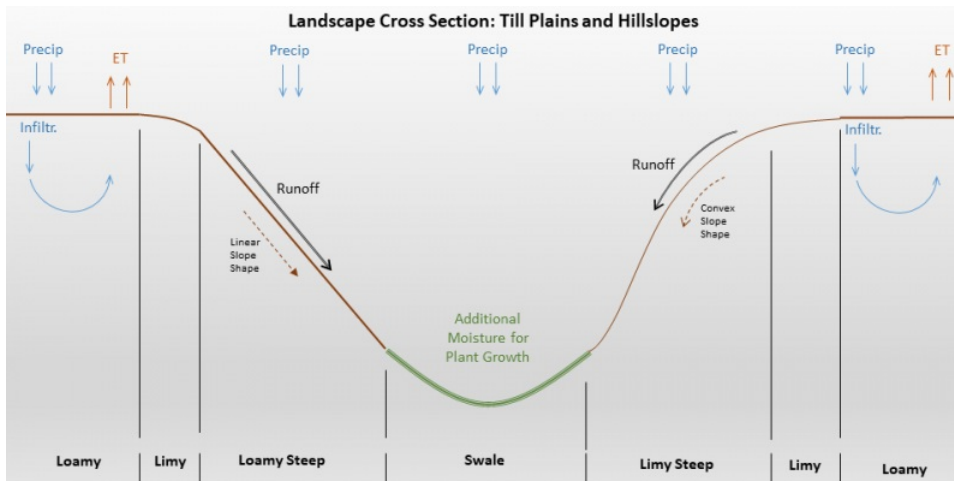 Landscape Cross Section: Till Plains and Hillslopes
Precip
ET
Precip
Precip
Precip
Precip
ET
Infiltr.
Infiltr.
Runoff
Runoff
Linear
Slope
Shape
Convex
Slope
Shape
Additional
Moisture for
Plant Growth
Loamy
Limy
Loamy Steep
Swale
Limy Steep
Limy
Loamy